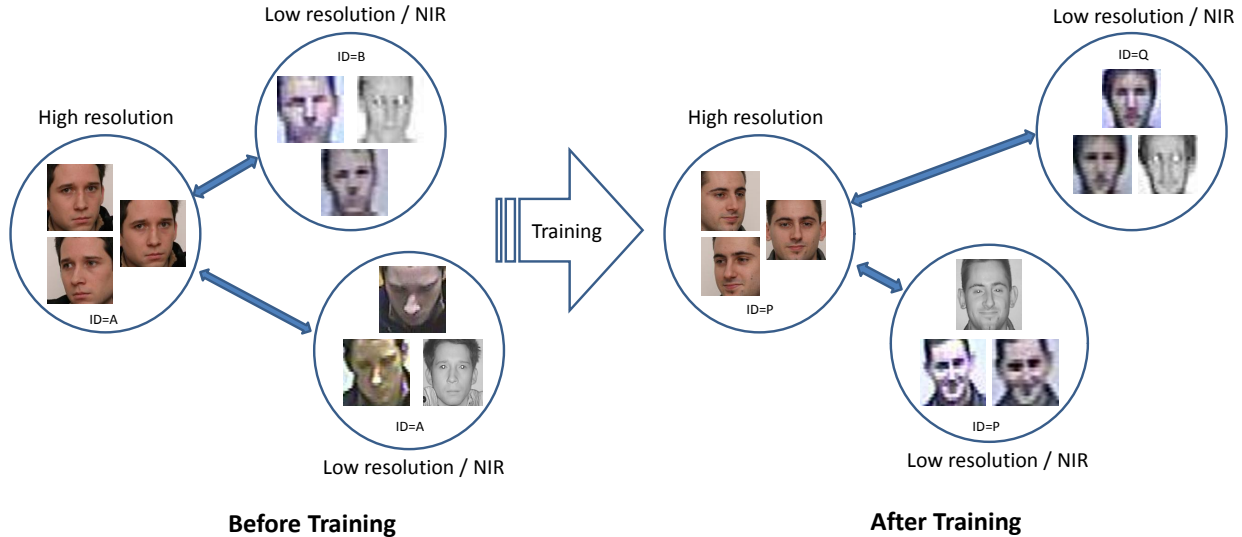 Low resolution / NIR
ID=B
High resolution
ID=A
ID=A
Low resolution / NIR
Before Training
Training
Low resolution / NIR
ID=Q
High resolution
ID=P
ID=P
Low resolution / NIR
After Training